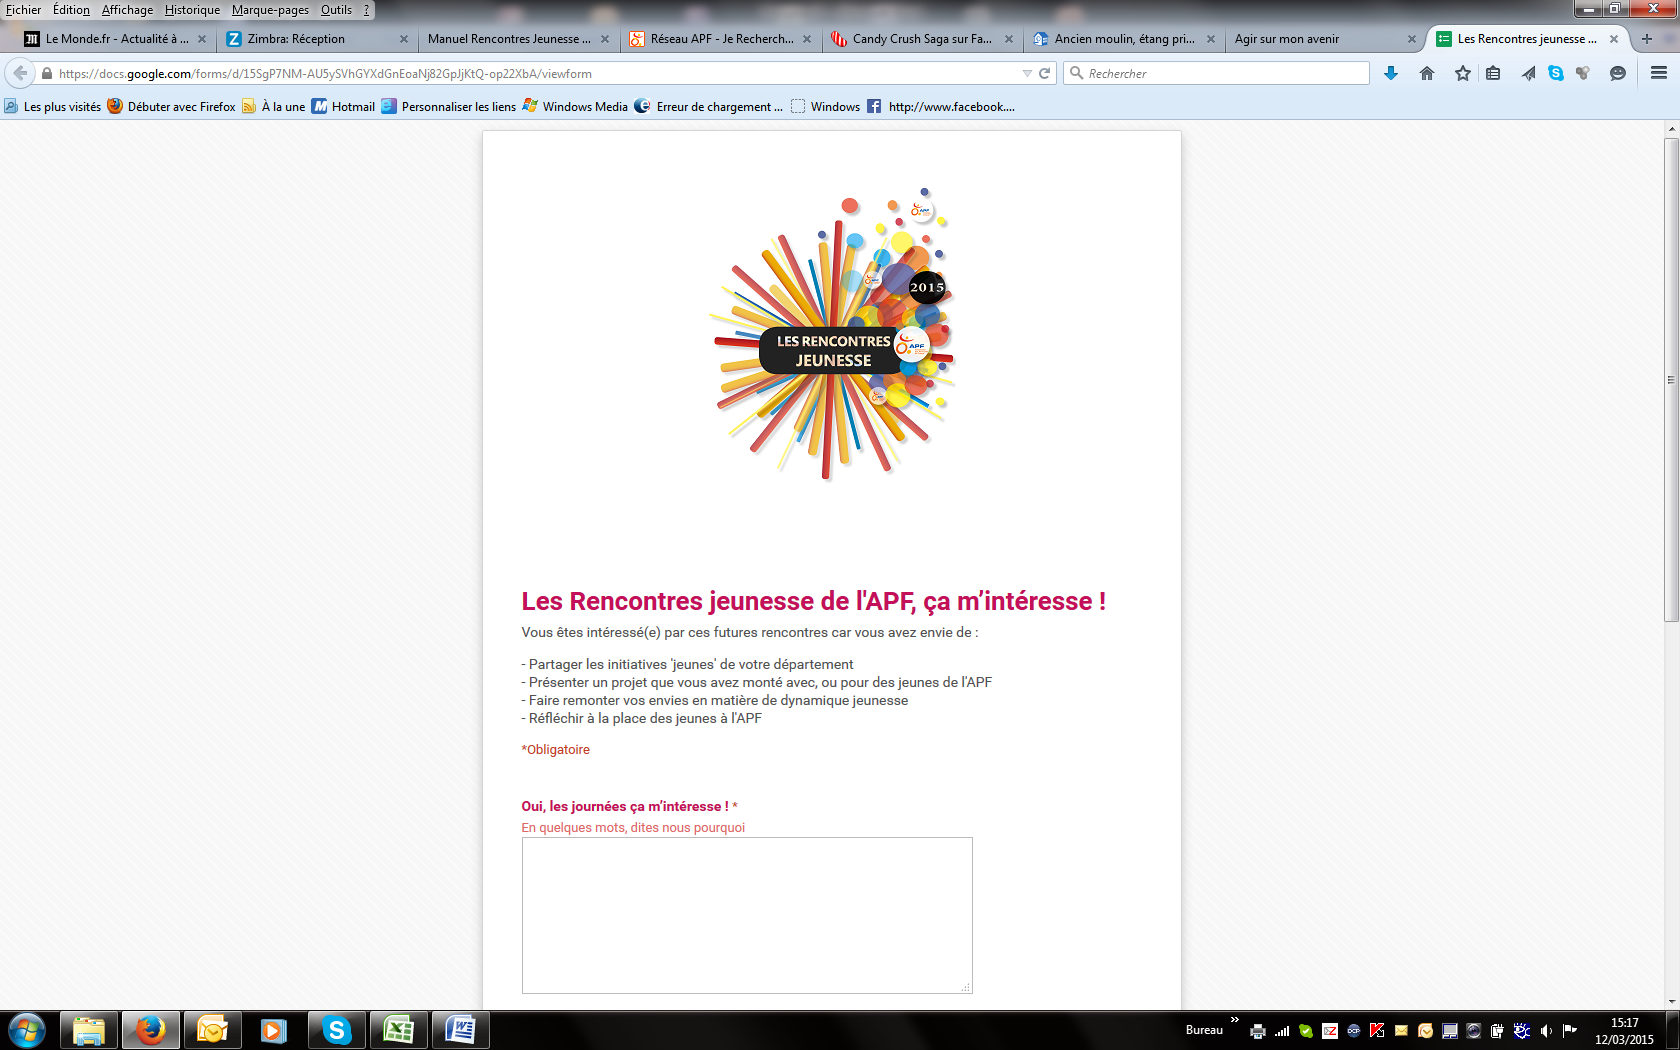 Fichier Édition Affichage Historique Marque-pages Outils ?
Le Monde.fr - Actualité à ... Zimbra: Réception Manuel Rencontres Jeunesse ... Réseau APF - Je Recherch... Candy Crush Saga sur Fa... Ancien moulin, étang pri... Agir sur mon avenir Les Rencontres jeunesse ...
https://docs.google.com/forms/d/15SgP7NM-AU5ySVhGYXdGnEoaNj82GpJjKtQ-op22XbA/viewform Rechercher
Les plus visités Débuter avec Firefox À la une Hotmail Personnaliser les liens Windows Media Erreur de chargement ... Windows http://www.facebook....
APF
2015
LES RENCONTRES
JEUNESSE
APF
Les Rencontres jeunesse de l'APF, ça m’intéresse !
Vous êtes intéressé(e) par ces futures rencontres car vous avez envie de :
- Partager les initiatives 'jeunes' de votre département
- Présenter un projet que vous avez monté avec, ou pour des jeunes de l'APF
- Faire remonter vos envies en matière de dynamique jeunesse
- Réfléchir à la place des jeunes à l'APF
*Obligatoire
Oui, les journées ça m’intéresse ! *
En quelques mots, dites nous pourquoi
Bureau
15:17
12/03/2015